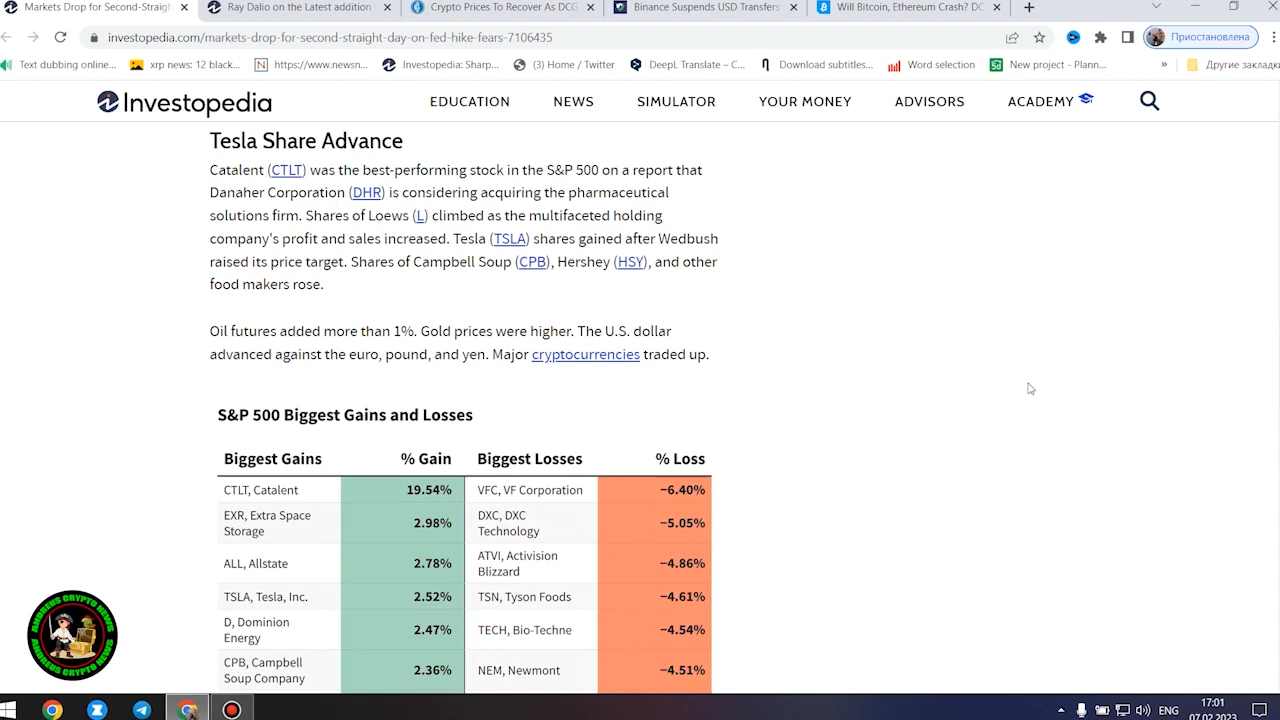 Markets Drop for Second-Straigh
Ray Dalio on the Latest addition
Crypto Prices To Recover As DCG
Binance Suspends USD Transfers
Will Bitcoin, Ethereum Crash? DC
investopedia.com/markets-drop-for-second-straight-day-on-fed-hike-fears-7106435
Приостановлена
Text dubbing online...
xrp news: 12 black...
https://www.newsn...
Investopedia: Sharp...
(3) Home / Twitter
DeepL Translate – C...
Download subtitles...
Word selection
New project - Plann...
»
Другие закладки
Investopedia
EDUCATION
NEWS
SIMULATOR
YOUR MONEY
ADVISORS
ACADEMY
Tesla Share Advance
Catalent (CTLT) was the best-performing stock in the S&P 500 on a report that
Danaher Corporation (DHR) is considering acquiring the pharmaceutical
solutions firm. Shares of Loews (L) climbed as the multifaceted holding
company's profit and sales increased. Tesla (TSLA) shares gained after Wedbush
raised its price target. Shares of Campbell Soup (CPB), Hershey (HSY), and other
food makers rose.
Oil futures added more than 1%. Gold prices were higher. The U.S. dollar
advanced against the euro, pound, and yen. Major cryptocurrencies traded up.
S&P 500 Biggest Gains and Losses
Biggest Gains % Gain Biggest Losses % Loss
CTLT, Catalent 19.54% VFC, VF Corporation −6.40%
EXR, Extra Space
Storage
2.98%
DXC, DXC
Technology
−5.05%
ALL, Allstate 2.78%
ATVI, Activision
Blizzard
−4.86%
TSLA, Tesla, Inc. 2.52% TSN, Tyson Foods −4.61%
D, Dominion
Energy
2.47% TECH, Bio-Techne −4.54%
CPB, Campbell
Soup Company
2.36% NEM, Newmont −4.51%
ANDREUS CRYPTO NEWS
ANDREUS CRYPTO NEWS
ENG
17:01
07.02.2023